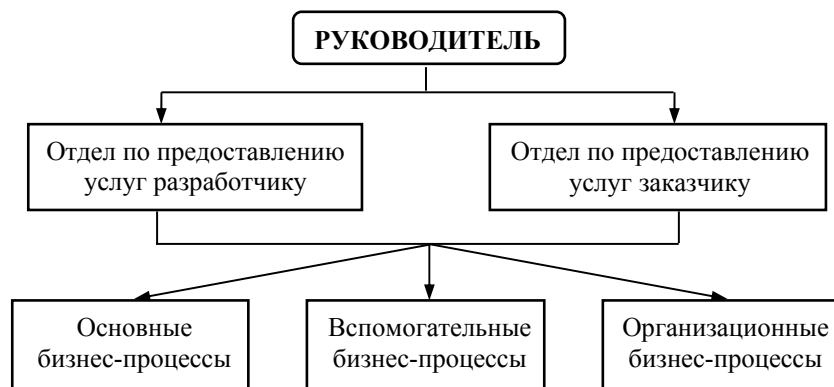 РУКОВОДИТЕЛЬ
Отдел по предоставлению
услуг разработчику
Отдел по предоставлению
услуг заказчику
Основные
бизнес-процессы
Вспомогательные
бизнес-процессы
Организационные
бизнес-процессы